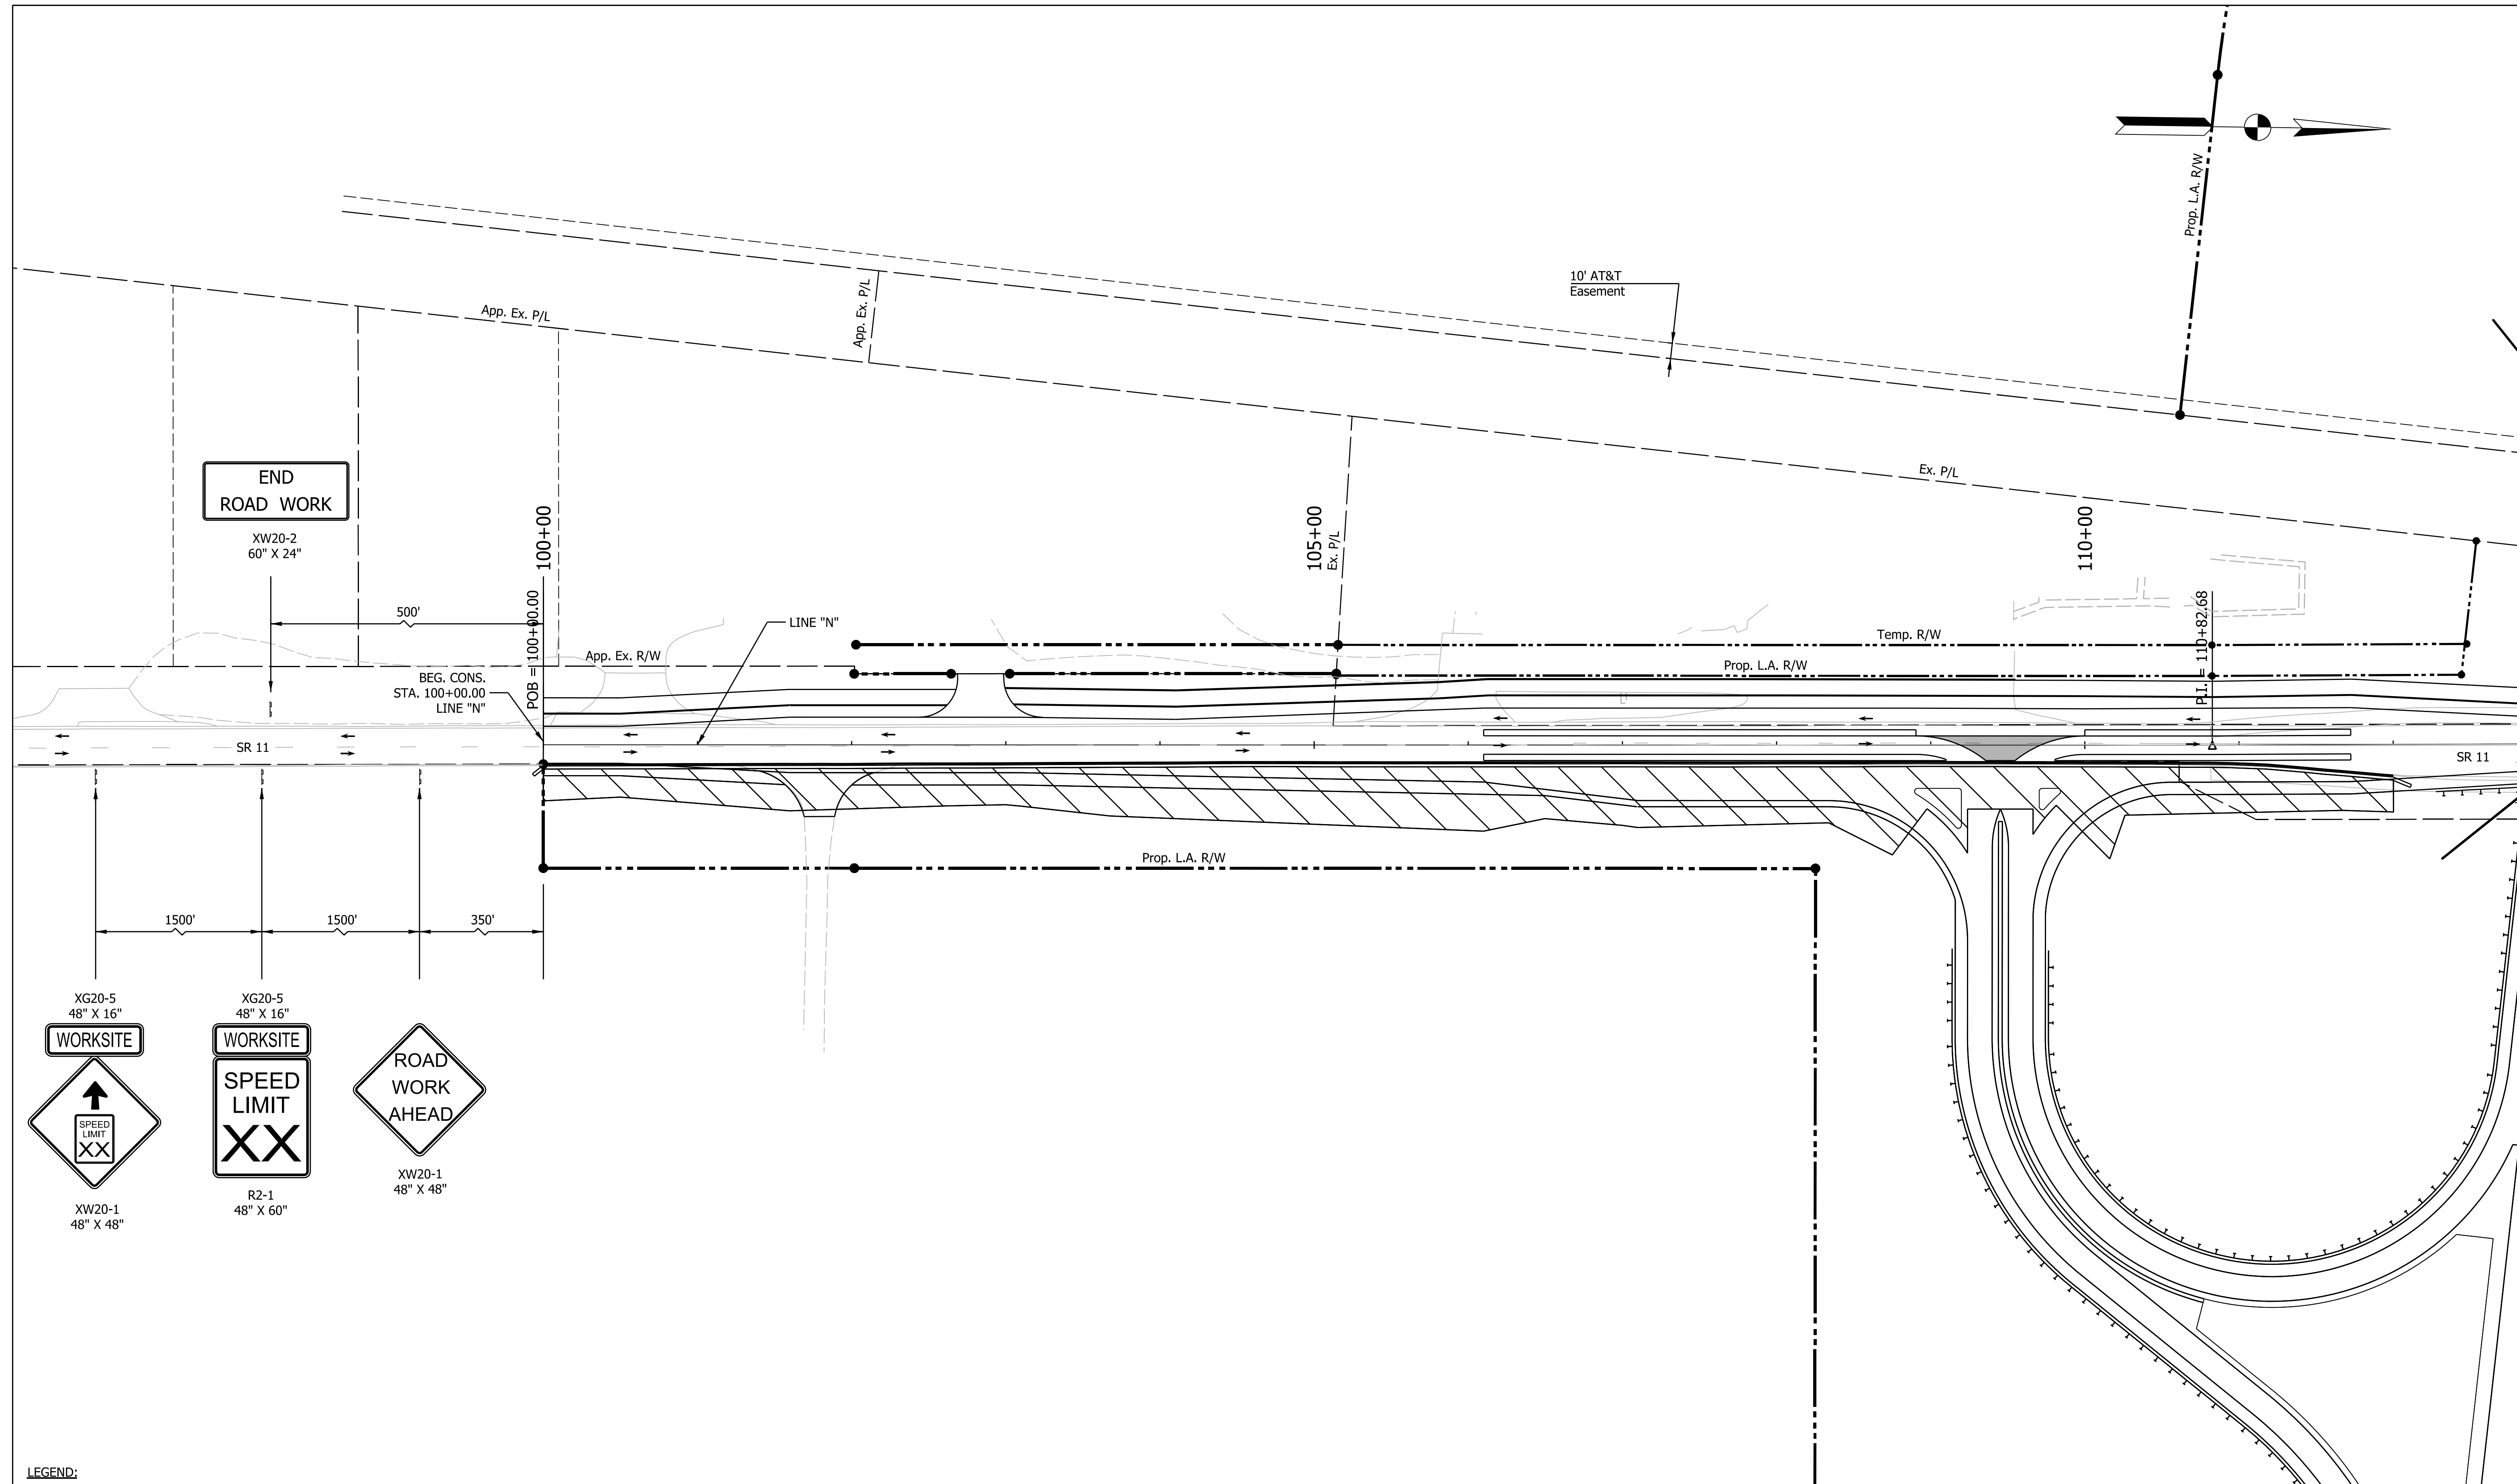 Prop. L.A. R/W
10' AT&T
Easement
App. Ex. P/L
App. Ex. P/L
Ex. P/L
END
ROAD WORK
XW20-2
60" X 24"
100+00
105+00
110+00
Ex. P/L
500'
POB = 100+00.00
LINE "N"
P.I. = 110+82.68
Temp. R/W
App. Ex. R/W
Prop. L.A. R/W
BEG. CONS.
STA. 100+00.00
LINE "N"
SR 11
SR 11
Prop. L.A. R/W
1500'
1500'
350'
XG20-5
48" X 16"
WORKSITE
SPEED
LIMIT
XX
XW20-1
48" X 48"
XG20-5
48" X 16"
WORKSITE
SPEED
LIMIT
XX
R2-1
48" X 60"
ROAD
WORK
AHEAD
XW20-1
48" X 48"
LEGEND: